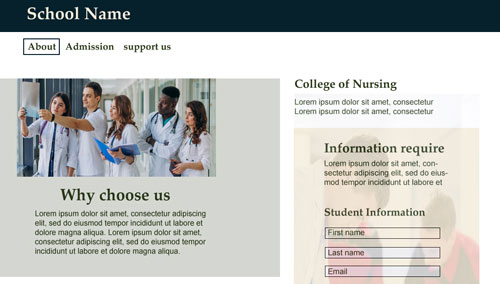 School Name
About Admission support us
College of Nursing
Lorem ipsum dolor sit amet, consectetur
Lorem ipsum dolor sit amet, consectetur
Information require
Lorem ipsum dolor sit amet, con-
sectetur adipiscing elit, sed do eius-
mod tempor incididunt ut labore et
Why choose us
Lorem ipsum dolor sit amet, consectetur adipiscing
elit, sed do eiusmod tempor incididunt ut labore et
dolore magna aliqua. Lorem ipsum dolor sit amet,
consectetur adipiscing elit, sed do eiusmod tempor
incididunt ut labore et dolore magna aliqua.
Student Information
First name
Last name
Email